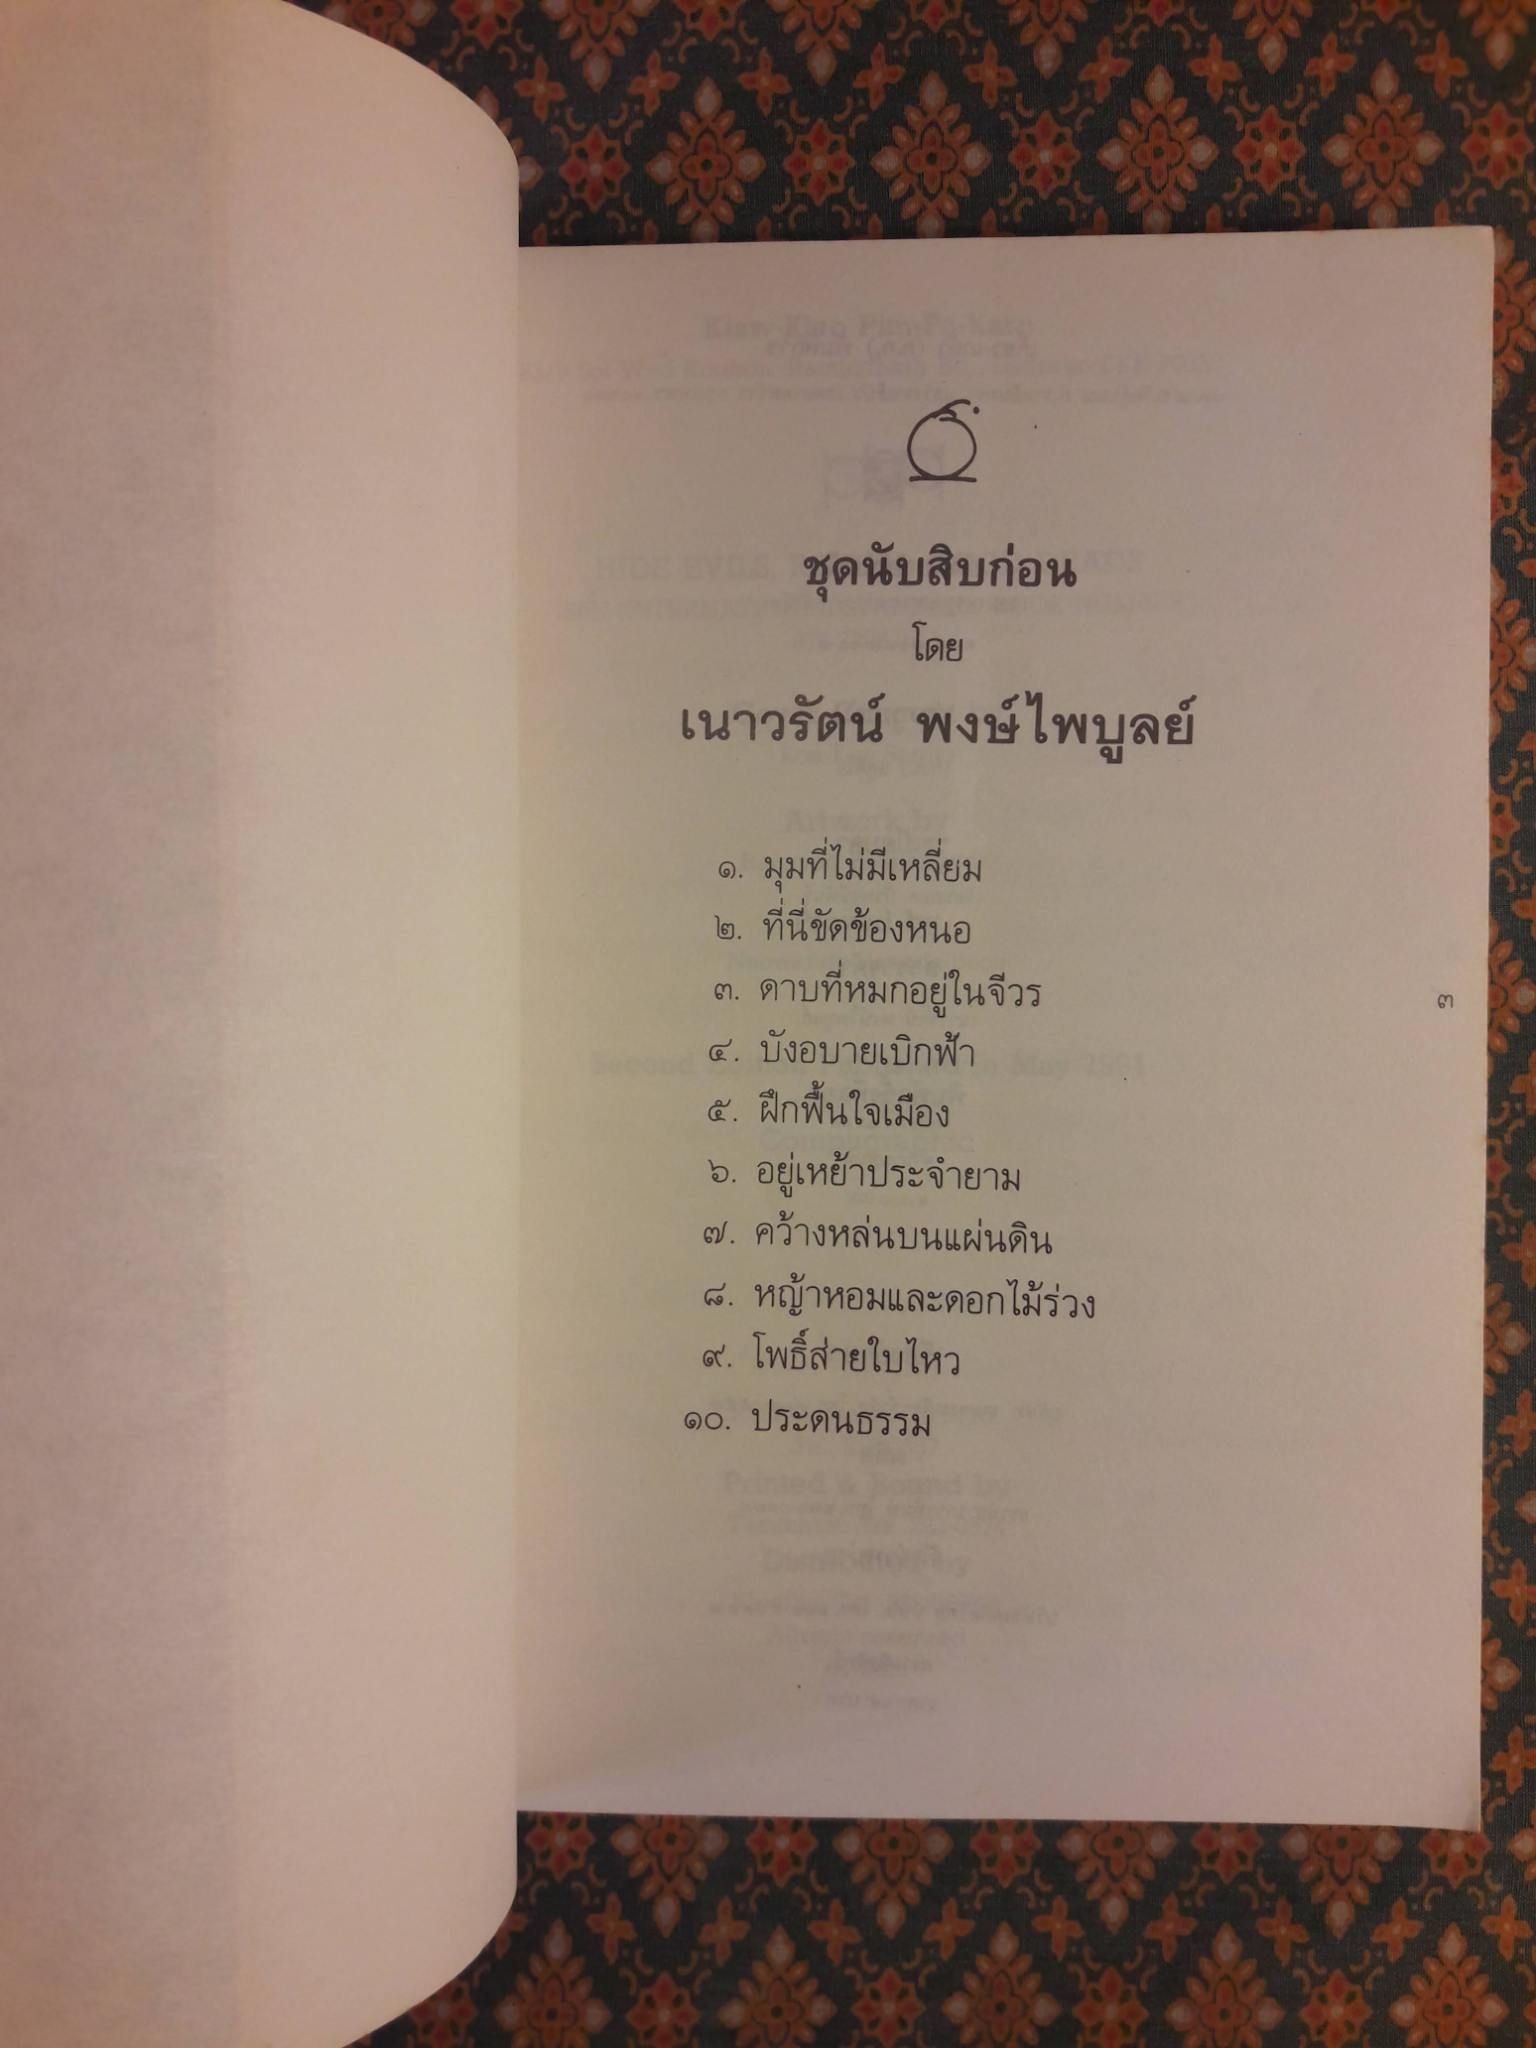 ชุดนับสิบก่อน
โดย
เนาวรัตน์ พงษ์ไพบูลย์
๑. มุมที่ไม่มีเหลี่ยม
๒. ที่นี่ขัดข้องหนอ
๓. ดาบที่หมกอยู่ในจีวร
๓
๔. บังอบายเบิกฟ้า
๕. ฝึกฟื้นใจเมือง
๖. อยู่เหย้าประจำยาม
๗. คว้างหล่นบนแผ่นดิน
๘. หญ้าหอมและดอกไม้ร่วง
๙. โพธิ์ส่ายใบไหว
๑๐. ประดนธรรม